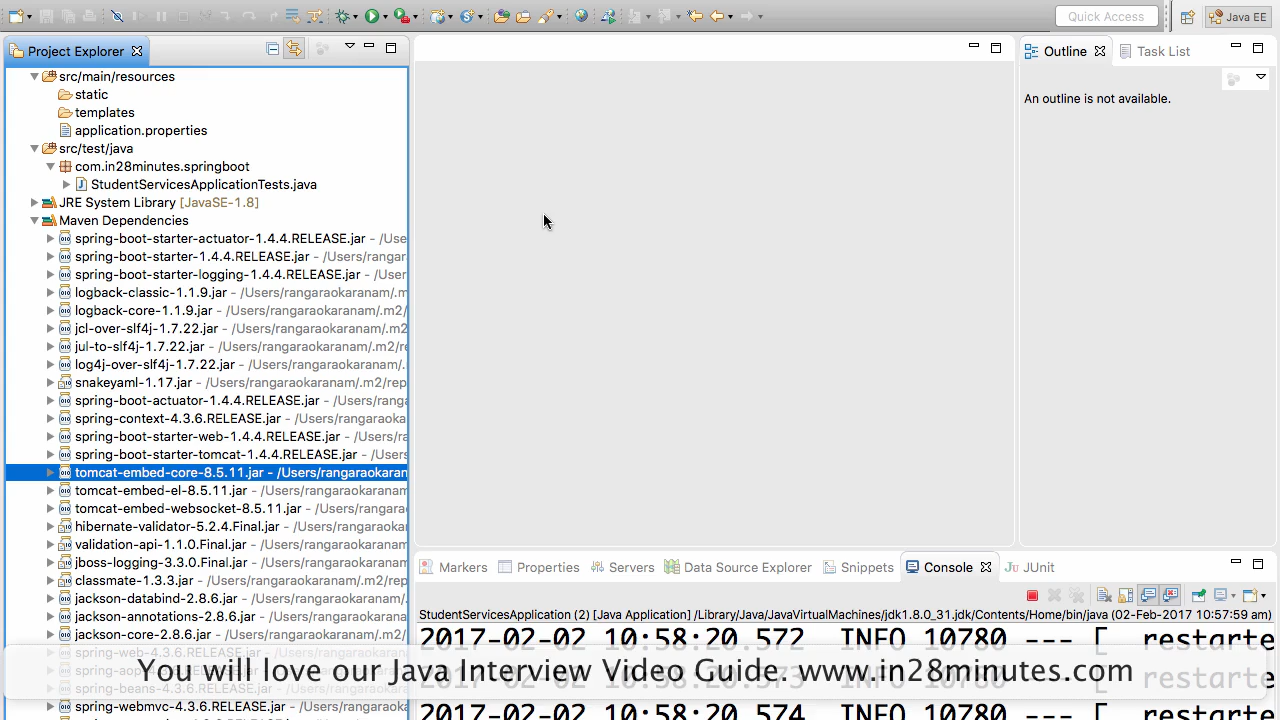 Quick Access
Java EE
Project Explorer
src/main/resources
static
templates
application.properties
src/test/java
com.in28minutes.springboot
StudentServicesApplicationTests.java
JRE System Library [JavaSE-1.8]
Maven Dependencies
spring-boot-starter-actuator-1.4.4.RELEASE.jar - /Use
spring-boot-starter-1.4.4.RELEASE.jar - /Users/rangar
spring-boot-starter-logging-1.4.4.RELEASE.jar - /User
logback-classic-1.1.9.jar - /Users/rangaraokaranam/.m
logback-core-1.1.9.jar - /Users/rangaraokaranam/.m2/
jcl-over-slf4j-1.7.22.jar - /Users/rangaraokaranam/.m2
jul-to-slf4j-1.7.22.jar - /Users/rangaraokaranam/.m2/r
log4j-over-slf4j-1.7.22.jar - /Users/rangaraokaranam/.
snakeyaml-1.17.jar - /Users/rangaraokaranam/.m2/rep
spring-boot-actuator-1.4.4.RELEASE.jar - /Users/rang
spring-context-4.3.6.RELEASE.jar - /Users/rangaraoka
spring-boot-starter-web-1.4.4.RELEASE.jar - /Users/r
spring-boot-starter-tomcat-1.4.4.RELEASE.jar - /User
tomcat-embed-core-8.5.11.jar - /Users/rangaraokaran
tomcat-embed-el-8.5.11.jar - /Users/rangaraokaranam
tomcat-embed-websocket-8.5.11.jar - /Users/rangarao
hibernate-validator-5.2.4.Final.jar - /Users/rangaraok
validation-api-1.1.0.Final.jar - /Users/rangaraokaranam
jboss-logging-3.3.0.Final.jar - /Users/rangaraokarana
classmate-1.3.3.jar - /Users/rangaraokaranam/.m2/rep
jackson-databind-2.8.6.jar - /Users/rangaraokaranam
jackson-annotations-2.8.6.jar - /Users/rangaraokaran
jackson-core-2.8.6.jar - /Users/rangaraokaranam/.m2
spring-web-4.3.6.RELEASE.jar - /Users/rangaraokaran
spring-webmvc-4.3.6.RELEASE.jar - /Users/rangaraok
Outline
Task List
An outline is not available.
Markers
Properties
Servers
Data Source Explorer
Snippets
Console
JUnit
StudentServicesApplication (2) [Java Application] /Library/Java/JavaVirtualMachines/jdk1.8.0_31.jdk/Contents/Home/bin/java (02-Feb-2017 10:57:59 am)
2017-02-02 10:58:20.572 INFO 10780 --- [ restarte
2017-02-02 10:58:20.574 INFO 10780 --- [ restarte
You will love our Java Interview Video Guide. www.in28minutes.com